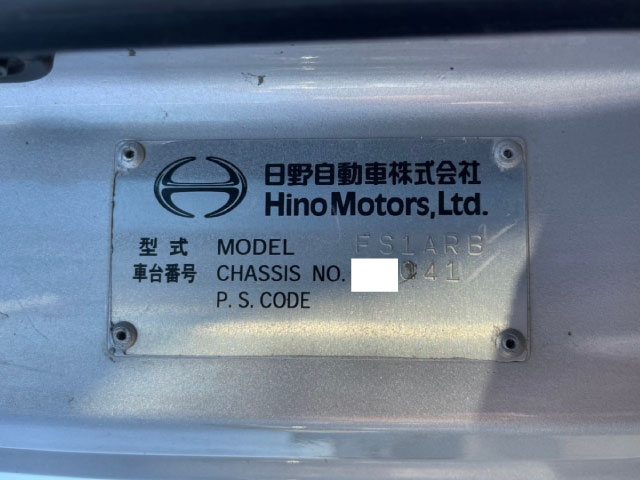 日野自動車株式会社
Hino Motors, Ltd.
型式 MODEL FS1ARB
車台番号 CHASSIS NO. 041
P. S. CODE